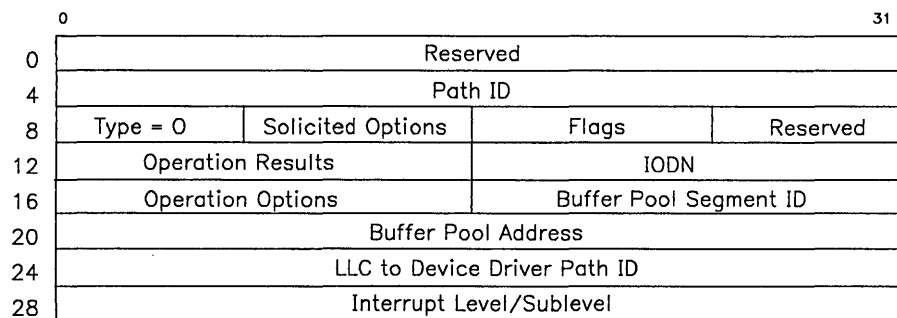 0 31
0 Reserved
4 Path ID
8 Type = 0 Solicited Options Flags Reserved
12 Operation Results IODN
16 Operation Options Buffer Pool Segment ID
20 Buffer Pool Address
24 LLC to Device Driver Path ID
28 Interrupt Level/Sublevel